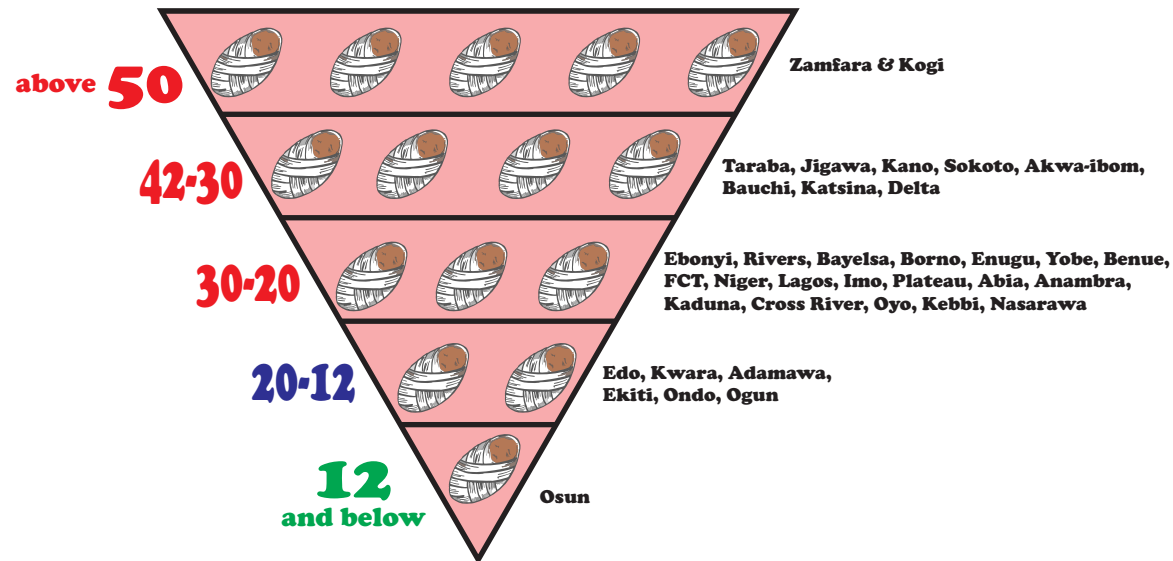 above 50
Zamfara & Kogi
42-30
Taraba, Jigawa, Kano, Sokoto, Akwa-ibom,
Bauchi, Katsina, Delta
30-20
Ebonyi, Rivers, Bayelsa, Borno, Enugu, Yobe, Benue,
FCT, Niger, Lagos, Imo, Plateau, Abia, Anambra,
Kaduna, Cross River, Oyo, Kebbi, Nasarawa
20-12
Edo, Kwara, Adamawa,
Ekiti, Ondo, Ogun
12
and below
Osun